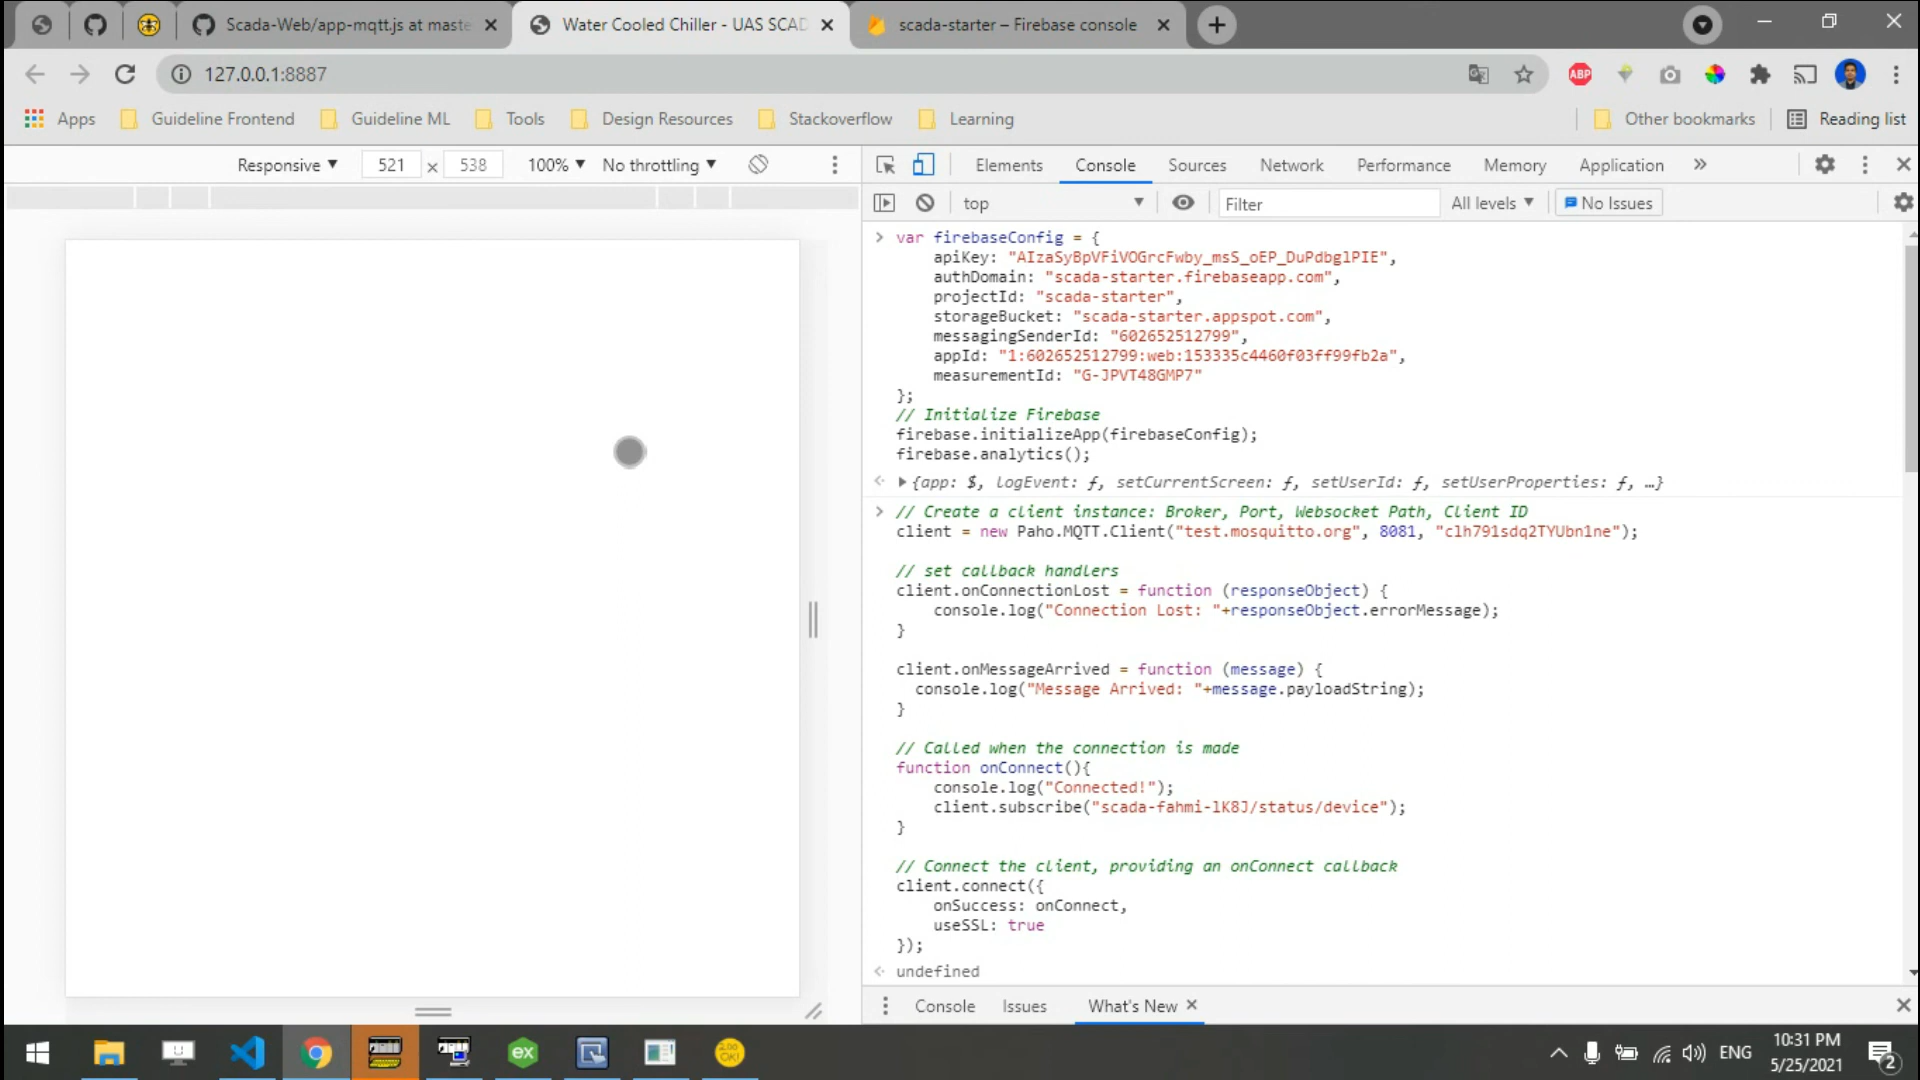 Scada-Web/app-mqtt.js at maste
Water Cooled Chiller - UAS SCAD
scada-starter – Firebase console
127.0.0.1:8887
ABP
Apps
Guideline Frontend
Guideline ML
Tools
Design Resources
Stackoverflow
Learning
Other bookmarks
Reading list
Responsive ▼ 521 × 538 100% ▼ No throttling ▼
Elements Console Sources Network Performance Memory Application »
top ▼ Filter All levels ▼ No Issues
> var firebaseConfig = {
apiKey: "AIzaSyBpVFiVOGrcFwby_msS_oEP_DuPdbglPIE",
authDomain: "scada-starter.firebaseapp.com",
projectId: "scada-starter",
storageBucket: "scada-starter.appspot.com",
messagingSenderId: "602652512799",
appId: "1:602652512799:web:153335c4460f03ff99fb2a",
measurementId: "G-JPVT48GMP7"
};
// Initialize Firebase
firebase.initializeApp(firebaseConfig);
firebase.analytics();
{app: $, logEvent: ƒ, setCurrentScreen: ƒ, setUserId: ƒ, setUserProperties: ƒ, …}
> // Create a client instance: Broker, Port, Websocket Path, Client ID
client = new Paho.MQTT.Client("test.mosquitto.org", 8081, "clh791sdq2TYUbn1ne");
// set callback handlers
client.onConnectionLost = function (responseObject) {
console.log("Connection Lost: "+responseObject.errorMessage);
}
client.onMessageArrived = function (message) {
console.log("Message Arrived: "+message.payloadString);
}
// Called when the connection is made
function onConnect(){
console.log("Connected!");
client.subscribe("scada-fahmi-lK8J/status/device");
}
// Connect the client, providing an onConnect callback
client.connect({
onSuccess: onConnect,
useSSL: true
});
undefined
Console Issues What's New ×
ex
2.00 OK!
ENG
10:31 PM
5/25/2021
2